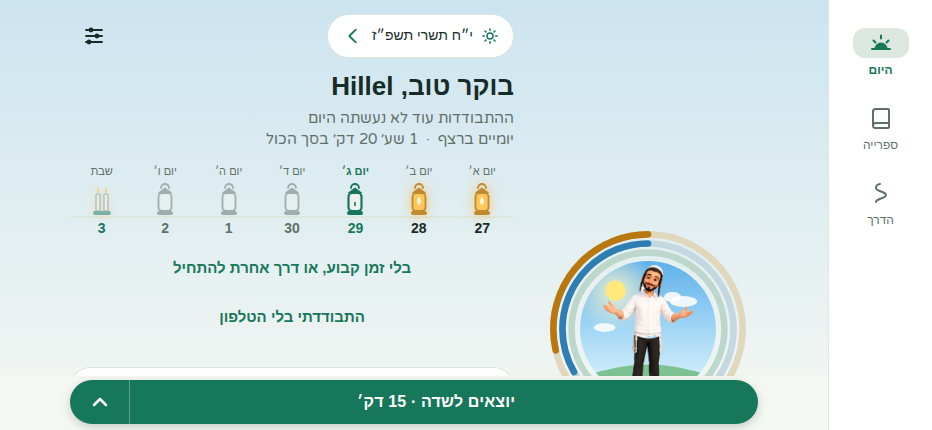 היום
ספרייה
הדרך
י״ח תשרי תשפ״ז
בוקר טוב, Hillel
ההתבודדות עוד לא נעשתה היום
יומיים ברצף · 1 שע׳ 20 דק׳ בסך הכול
יום א׳ יום ב׳ יום ג׳ יום ד׳ יום ה׳ יום ו׳ שבת
27 28 29 30 1 2 3
בלי זמן קבוע, או דרך אחרת להתחיל
התבודדתי בלי הטלפון
יוצאים לשדה · 15 דק׳